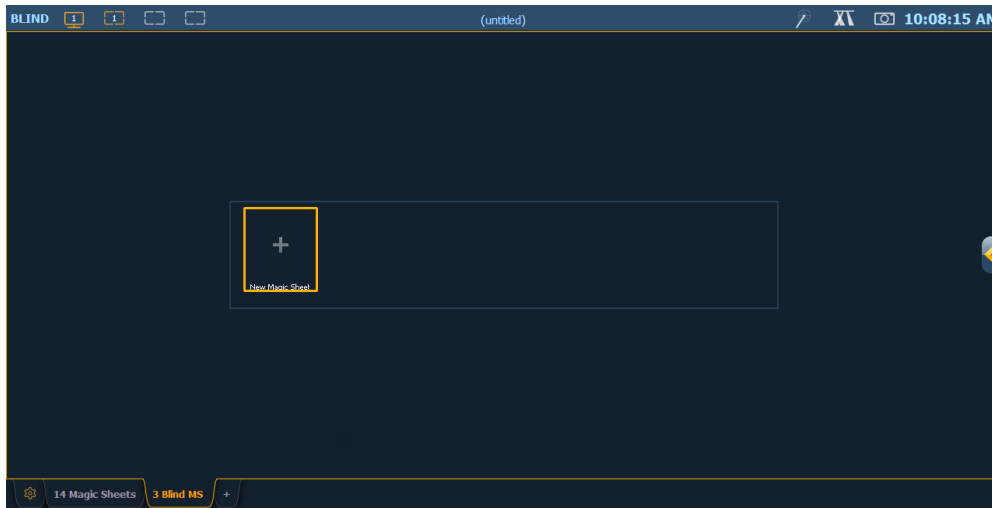 BLIND 1 1 (untitled) 10:08:15 AM
+
New Magic Sheet
14 Magic Sheets 3 Blind MS +